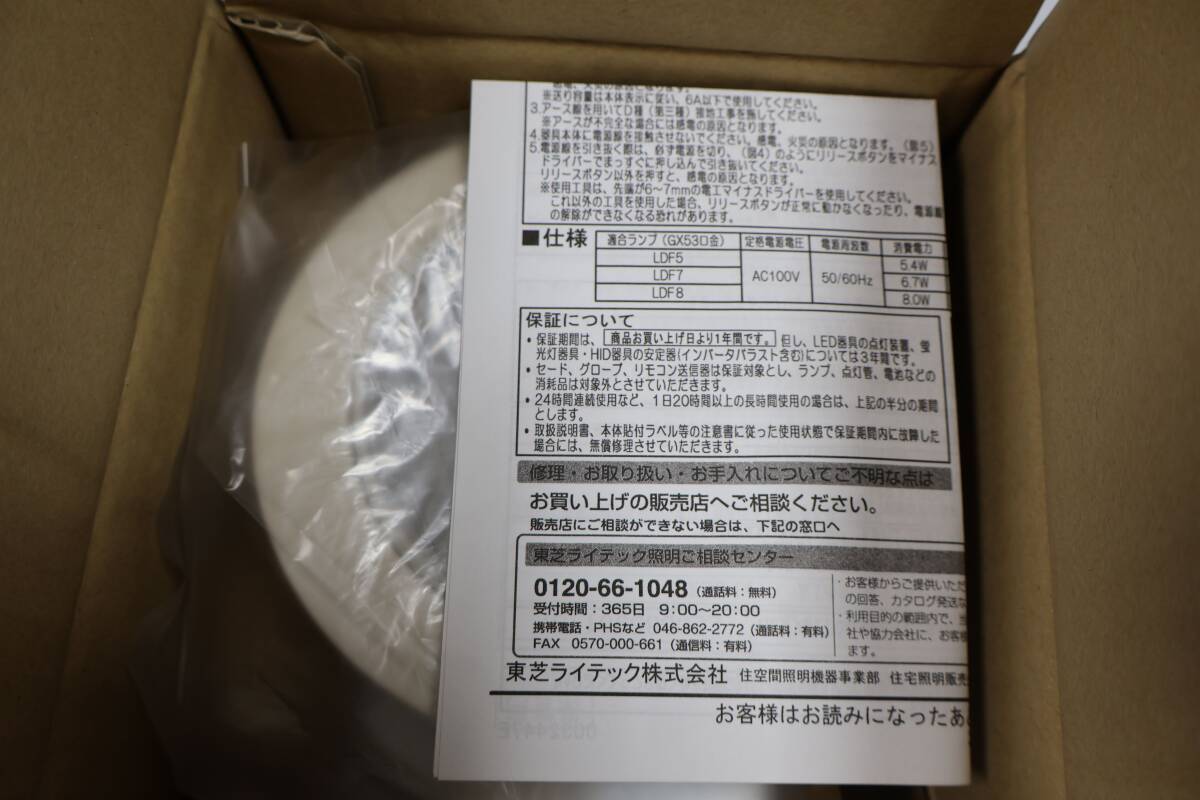 火災の原因となります。
※送り容量は本体表示に従い、6A以下で使用してください。
3.アース線を用いてD種(第三種)接地工事を施してください。
※アースが不完全な場合には感電の原因となります。
4.器具本体に電源線を接触させないでください。感電、火災の原因となります。(図5)
5.電源線を引き抜く際は、必ず電源を切り、(図4)のようにリリースボタンをマイナス
ドライバーでまっすぐに押し込んで引き抜いてください。
リリースボタン以外を押すと、感電の原因となります。
※使用工具は、先端が6〜7mmの電工マイナスドライバーを使用してください。
これ以外の工具を使用した場合、リリースボタンが正常に動かなくなったり、電源線
の解除ができなくなる恐れがあります。
■仕様
適合ランプ(GX53口金) 定格電源電圧 電源周波数 消費電力
LDF5 AC100V 50/60Hz 5.4W
LDF7 6.7W
LDF8 8.0W
保証について
・保証期間は、商品お買い上げ日より1年間です。但し、LED器具の点灯装置、蛍
光灯器具・HID器具の安定器(インバータバラスト含む)については3年間です。
・セード、グローブ、リモコン送信器は保証対象とし、ランプ、点灯管、電池などの
消耗品は対象外とさせていただきます。
・24時間連続使用など、1日20時間以上の長時間使用の場合は、上記の半分の期間
とします。
・取扱説明書、本体貼付ラベル等の注意書に従った使用状態で保証期間内に故障した
場合には、無償修理させていただきます。
修理・お取り扱い・お手入れについてご不明な点は
お買い上げの販売店へご相談ください。
販売店にご相談ができない場合は、下記の窓口へ
東芝ライテック照明ご相談センター
0120-66-1048(通話料:無料)
受付時間:365日 9:00〜20:00
携帯電話・PHSなど 046-862-2772(通話料:有料)
FAX 0570-000-661(通信料:有料)
・お客様からご提供いただ
の回答、カタログ発送な
・利用目的の範囲内で、当
社や協力会社に、お客様
ます。
東芝ライテック株式会社 住空間照明機器事業部 住宅照明販売
お客様はお読みになったあ